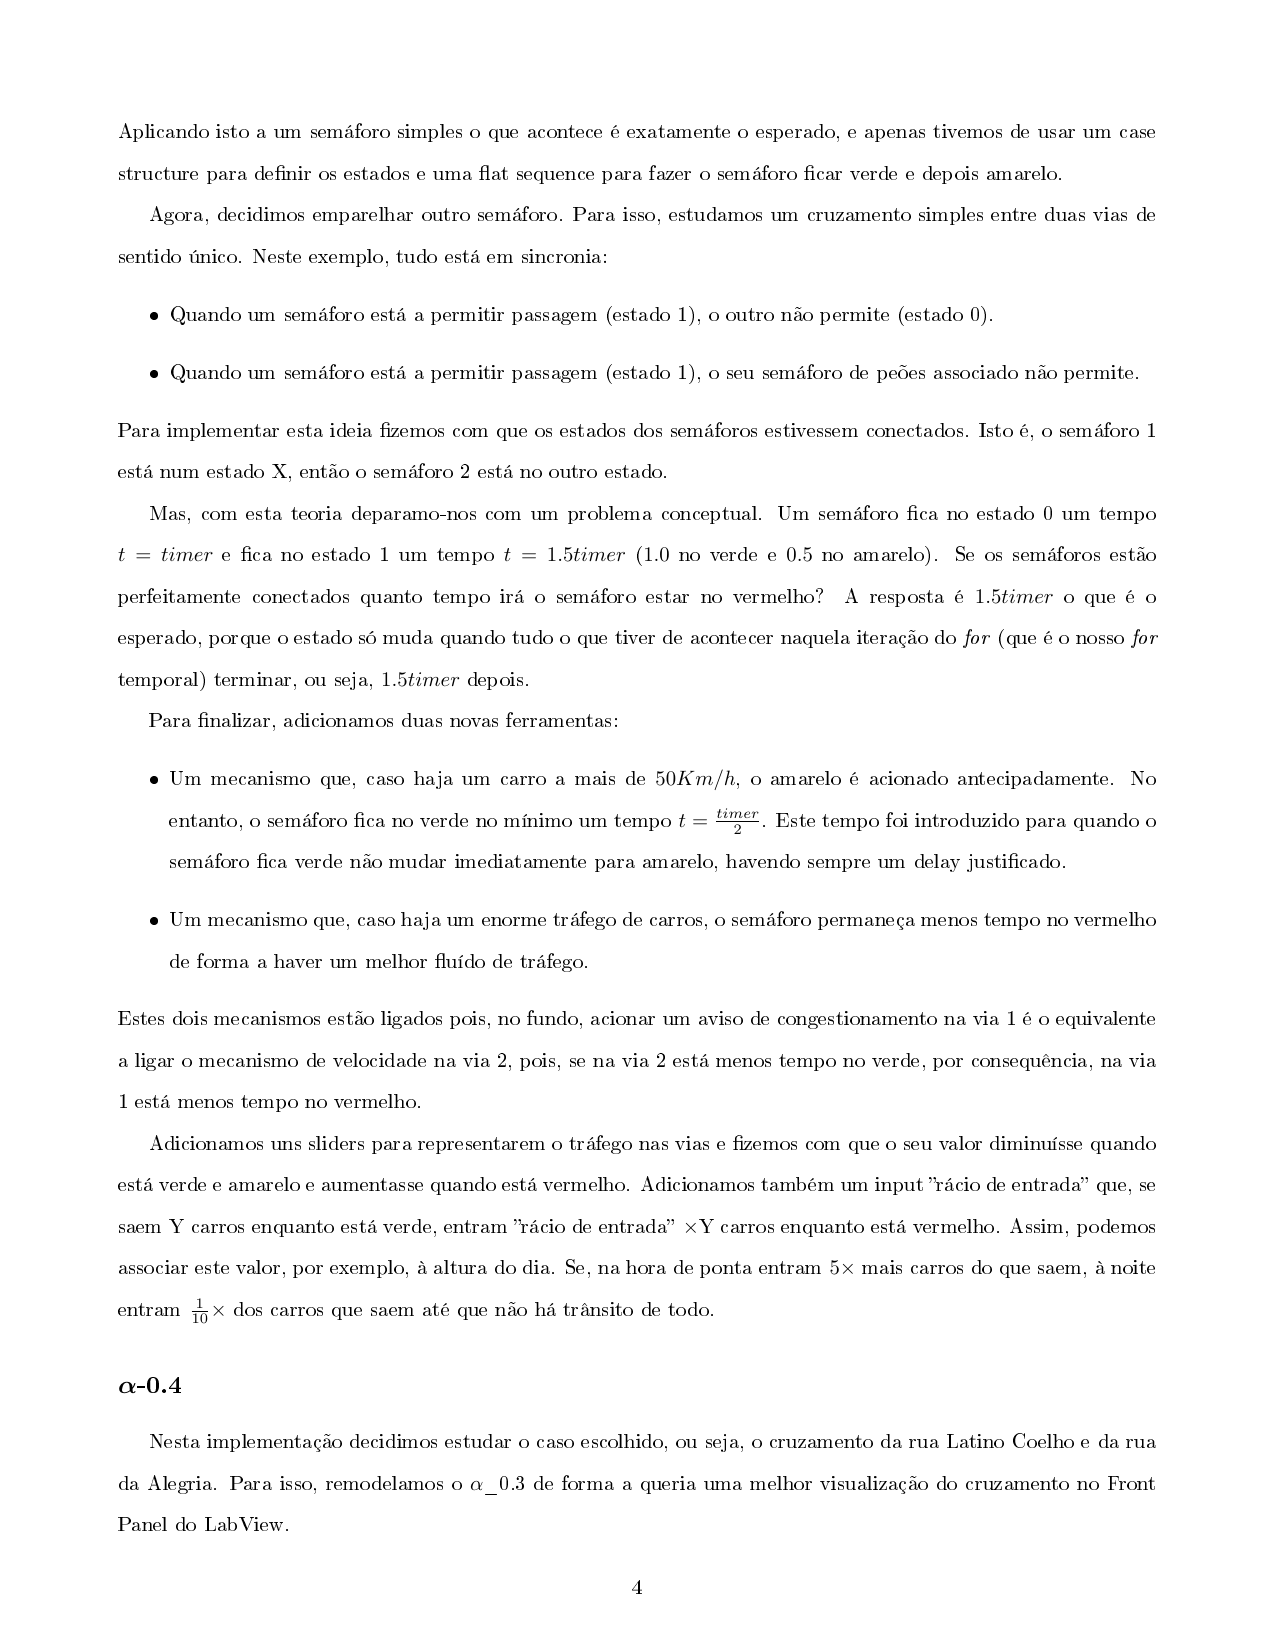 Aplicando isto a um semáforo simples o que acontece é exatamente o esperado, e apenas tivemos de usar um case
structure para definir os estados e uma flat sequence para fazer o semáforo ficar verde e depois amarelo.
Agora, decidimos emparelhar outro semáforo. Para isso, estudamos um cruzamento simples entre duas vias de
sentido único. Neste exemplo, tudo está em sincronia:
• Quando um semáforo está a permitir passagem (estado 1), o outro não permite (estado 0).
• Quando um semáforo está a permitir passagem (estado 1), o seu semáforo de peões associado não permite.
Para implementar esta ideia fizemos com que os estados dos semáforos estivessem conectados. Isto é, o semáforo 1
está num estado X, então o semáforo 2 está no outro estado.
Mas, com esta teoria deparamo-nos com um problema conceptual. Um semáforo fica no estado 0 um tempo
t = timer e fica no estado 1 um tempo t = 1.5timer (1.0 no verde e 0.5 no amarelo). Se os semáforos estão
perfeitamente conectados quanto tempo irá o semáforo estar no vermelho? A resposta é 1.5timer o que é o
esperado, porque o estado só muda quando tudo o que tiver de acontecer naquela iteração do for (que é o nosso for
temporal) terminar, ou seja, 1.5timer depois.
Para finalizar, adicionamos duas novas ferramentas:
• Um mecanismo que, caso haja um carro a mais de 50Km/h, o amarelo é acionado antecipadamente. No
entanto, o semáforo fica no verde no mínimo um tempo t = timer/2. Este tempo foi introduzido para quando o
semáforo fica verde não mudar imediatamente para amarelo, havendo sempre um delay justificado.
• Um mecanismo que, caso haja um enorme tráfego de carros, o semáforo permaneça menos tempo no vermelho
de forma a haver um melhor fluído de tráfego.
Estes dois mecanismos estão ligados pois, no fundo, acionar um aviso de congestionamento na via 1 é o equivalente
a ligar o mecanismo de velocidade na via 2, pois, se na via 2 está menos tempo no verde, por consequência, na via
1 está menos tempo no vermelho.
Adicionamos uns sliders para representarem o tráfego nas vias e fizemos com que o seu valor diminuísse quando
está verde e amarelo e aumentasse quando está vermelho. Adicionamos também um input ”rácio de entrada” que, se
saem Y carros enquanto está verde, entram ”rácio de entrada” ×Y carros enquanto está vermelho. Assim, podemos
associar este valor, por exemplo, à altura do dia. Se, na hora de ponta entram 5× mais carros do que saem, à noite
entram 1/10× dos carros que saem até que não há trânsito de todo.
α-0.4
Nesta implementação decidimos estudar o caso escolhido, ou seja, o cruzamento da rua Latino Coelho e da rua
da Alegria. Para isso, remodelamos o α_0.3 de forma a queria uma melhor visualização do cruzamento no Front
Panel do LabView.
4